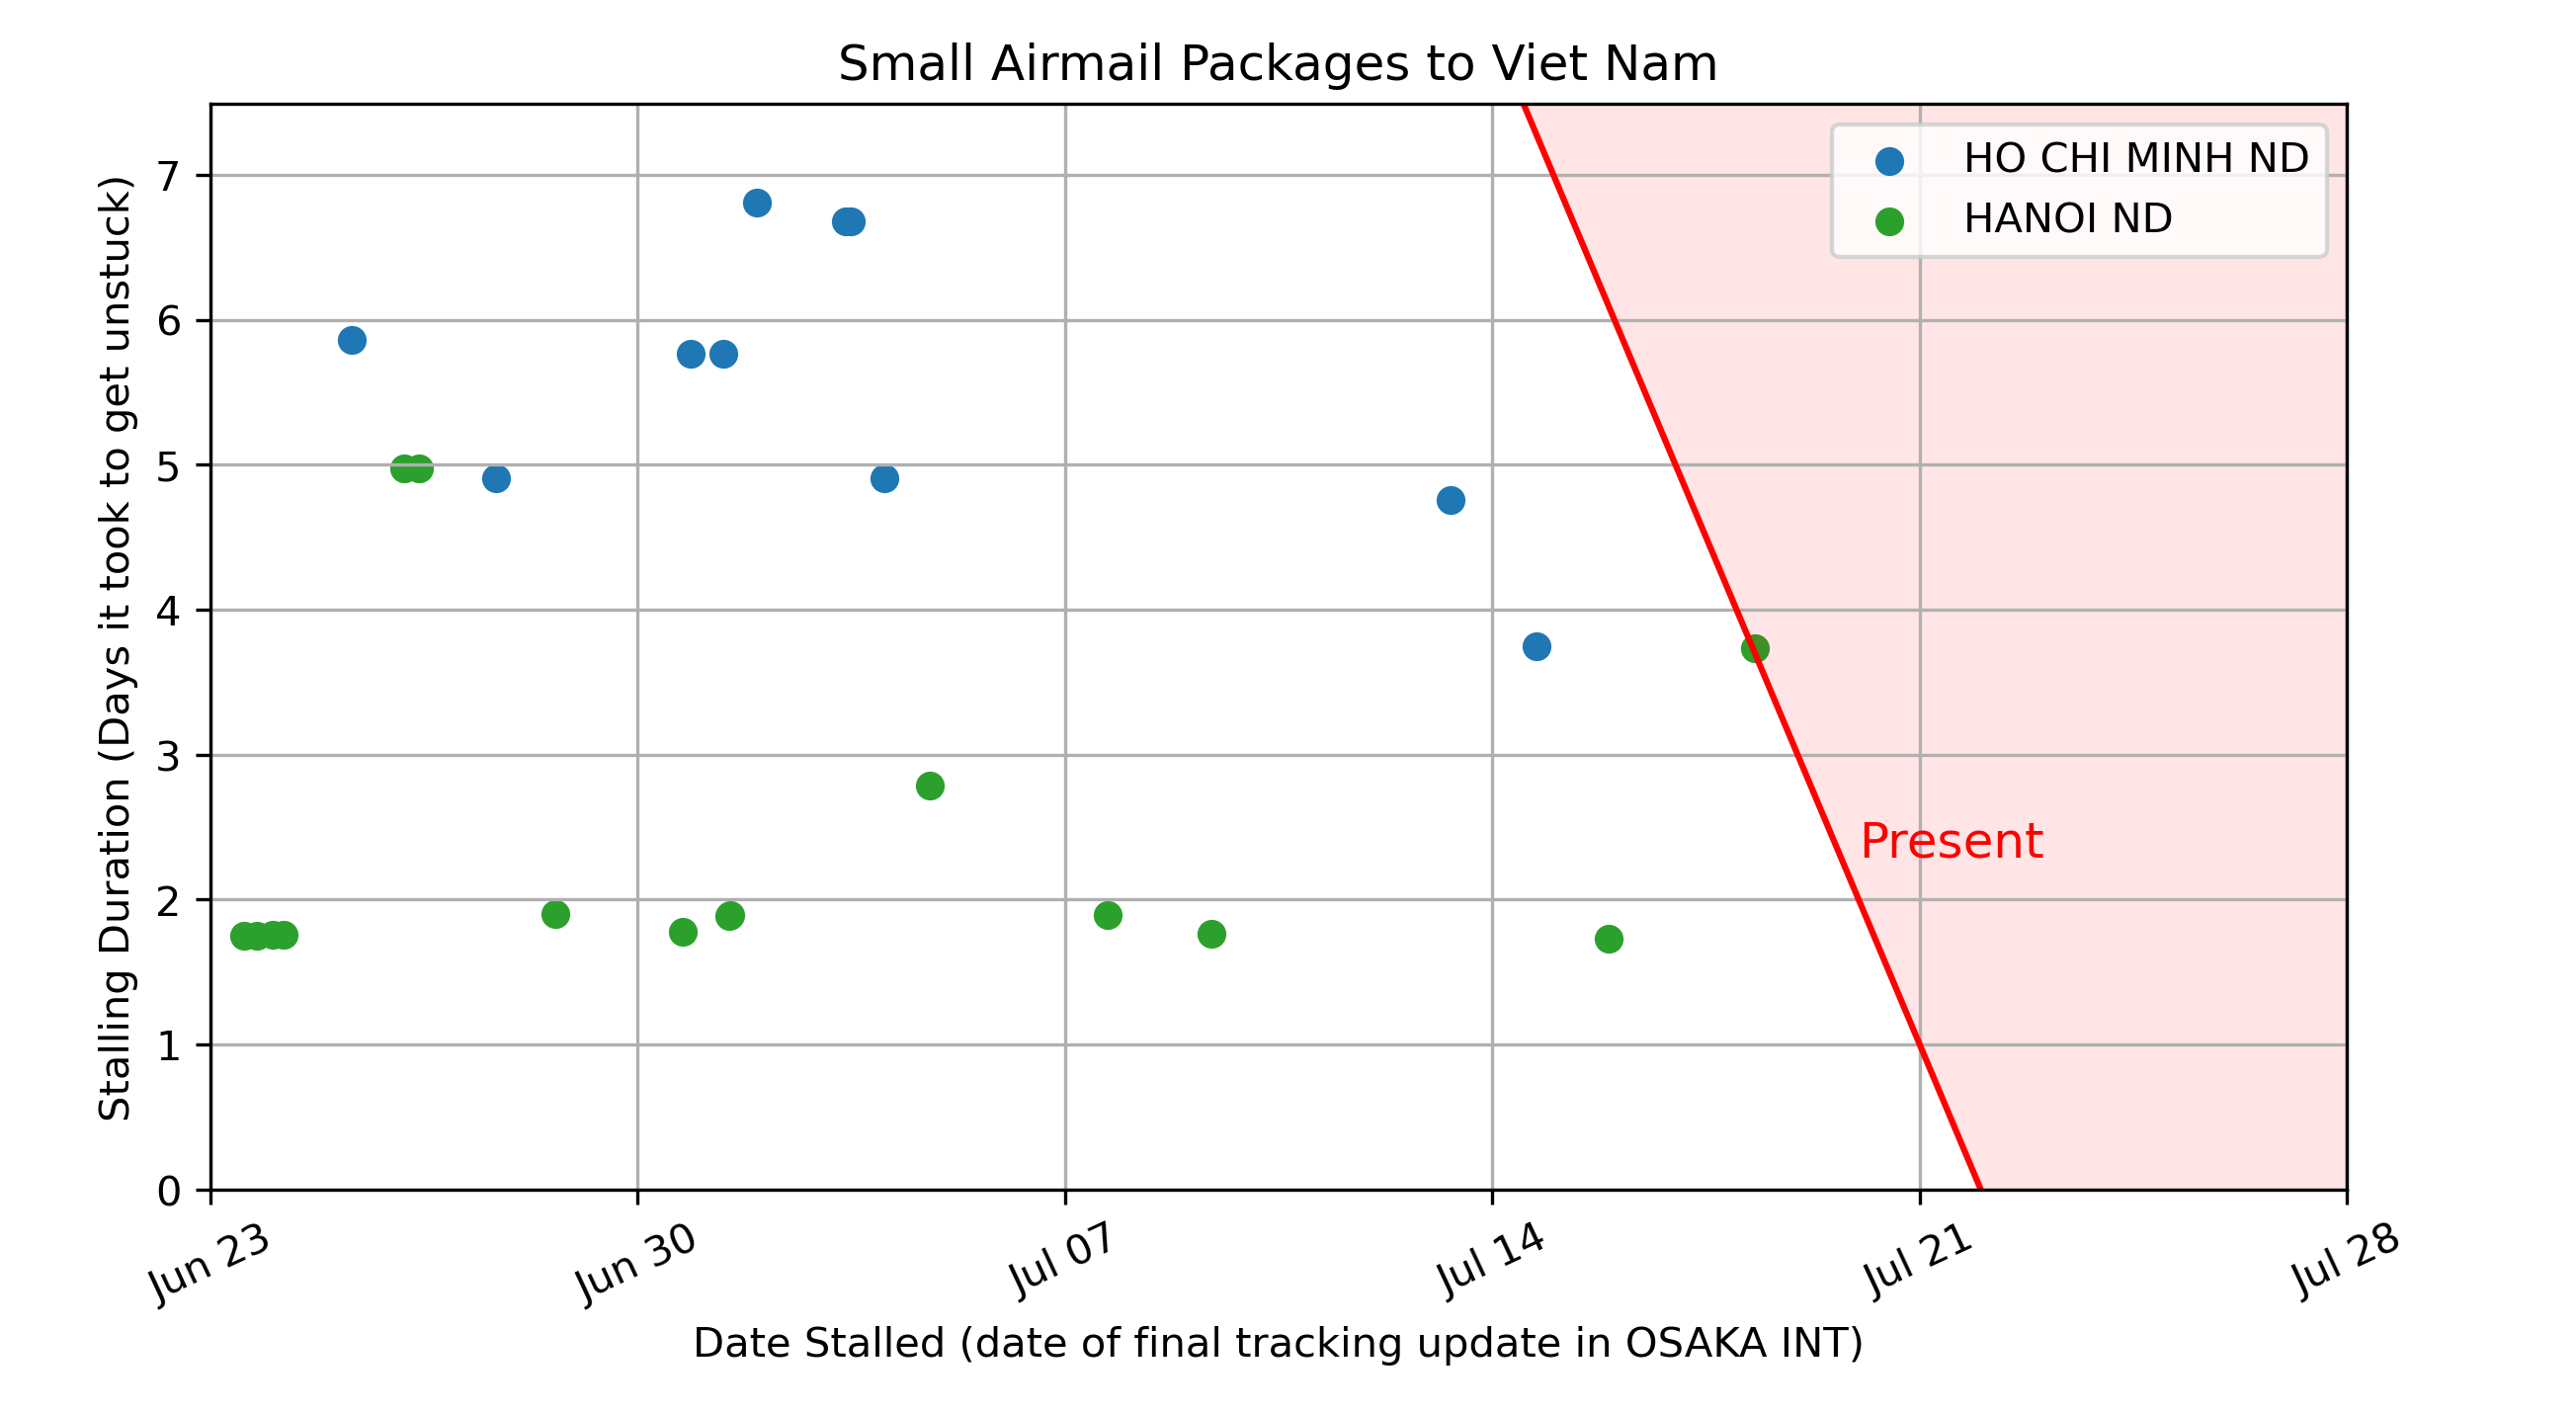 Small Airmail Packages to Viet Nam
HO CHI MINH ND
HANOI ND
Stalling Duration (Days it took to get unstuck)
7
6
5
4
3
2
1
0
Present
Jun 23
Jun 30
Jul 07
Jul 14
Jul 21
Jul 28
Date Stalled (date of final tracking update in OSAKA INT)